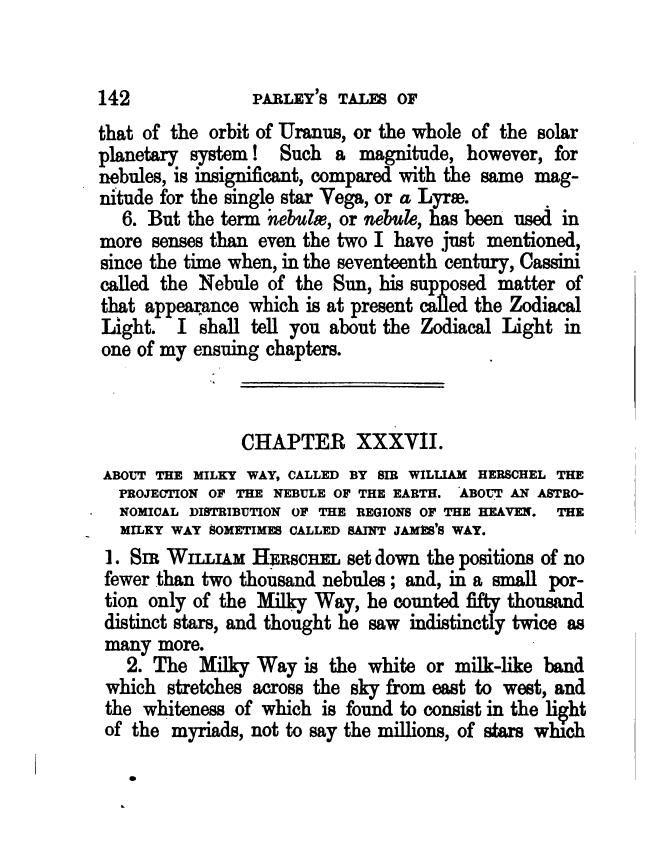 142 PARLEY'S TALES OF
that of the orbit of Uranus, or the whole of the solar
planetary system! Such a magnitude, however, for
nebules, is insignificant, compared with the same mag-
nitude for the single star Vega, or a Lyræ.
6. But the term nebulæ, or nebule, has been used in
more senses than even the two I have just mentioned,
since the time when, in the seventeenth century, Cassini
called the Nebule of the Sun, his supposed matter of
that appearance which is at present called the Zodiacal
Light. I shall tell you about the Zodiacal Light in
one of my ensuing chapters.
CHAPTER XXXVII.
ABOUT THE MILKY WAY, CALLED BY SIR WILLIAM HERSCHEL THE
PROJECTION OF THE NEBULE OF THE EARTH. ABOUT AN ASTRO-
NOMICAL DISTRIBUTION OF THE REGIONS OF THE HEAVEN. THE
MILKY WAY SOMETIMES CALLED SAINT JAMES'S WAY.
1. SIR WILLIAM HERSCHEL set down the positions of no
fewer than two thousand nebules; and, in a small por-
tion only of the Milky Way, he counted fifty thousand
distinct stars, and thought he saw indistinctly twice as
many more.
2. The Milky Way is the white or milk-like band
which stretches across the sky from east to west, and
the whiteness of which is found to consist in the light
of the myriads, not to say the millions, of stars which